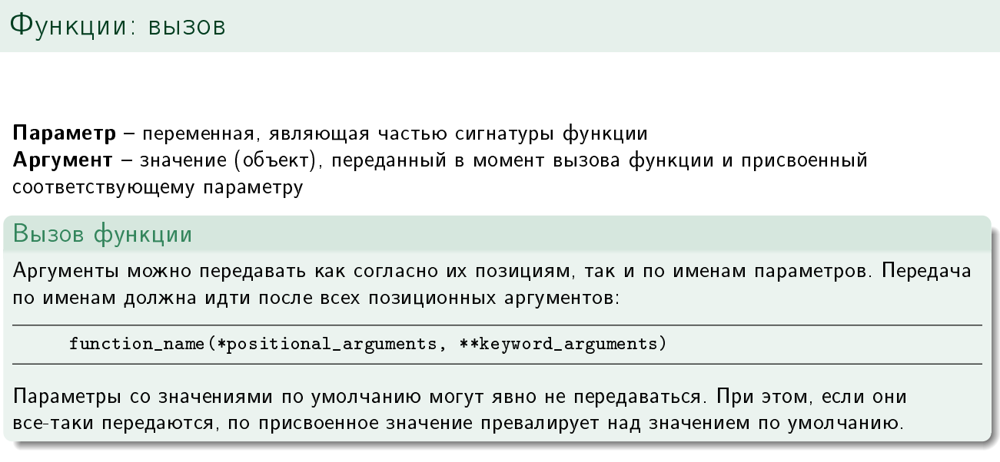 Функции: вызов
Параметр – переменная, являющая частью сигнатуры функции
Аргумент – значение (объект), переданный в момент вызова функции и присвоенный
соответствующему параметру
Вызов функции
Аргументы можно передавать как согласно их позициям, так и по именам параметров. Передача
по именам должна идти после всех позиционных аргументов:
function_name(*positional_arguments, **keyword_arguments)
Параметры со значениями по умолчанию могут явно не передаваться. При этом, если они
все-таки передаются, по присвоенное значение превалирует над значением по умолчанию.